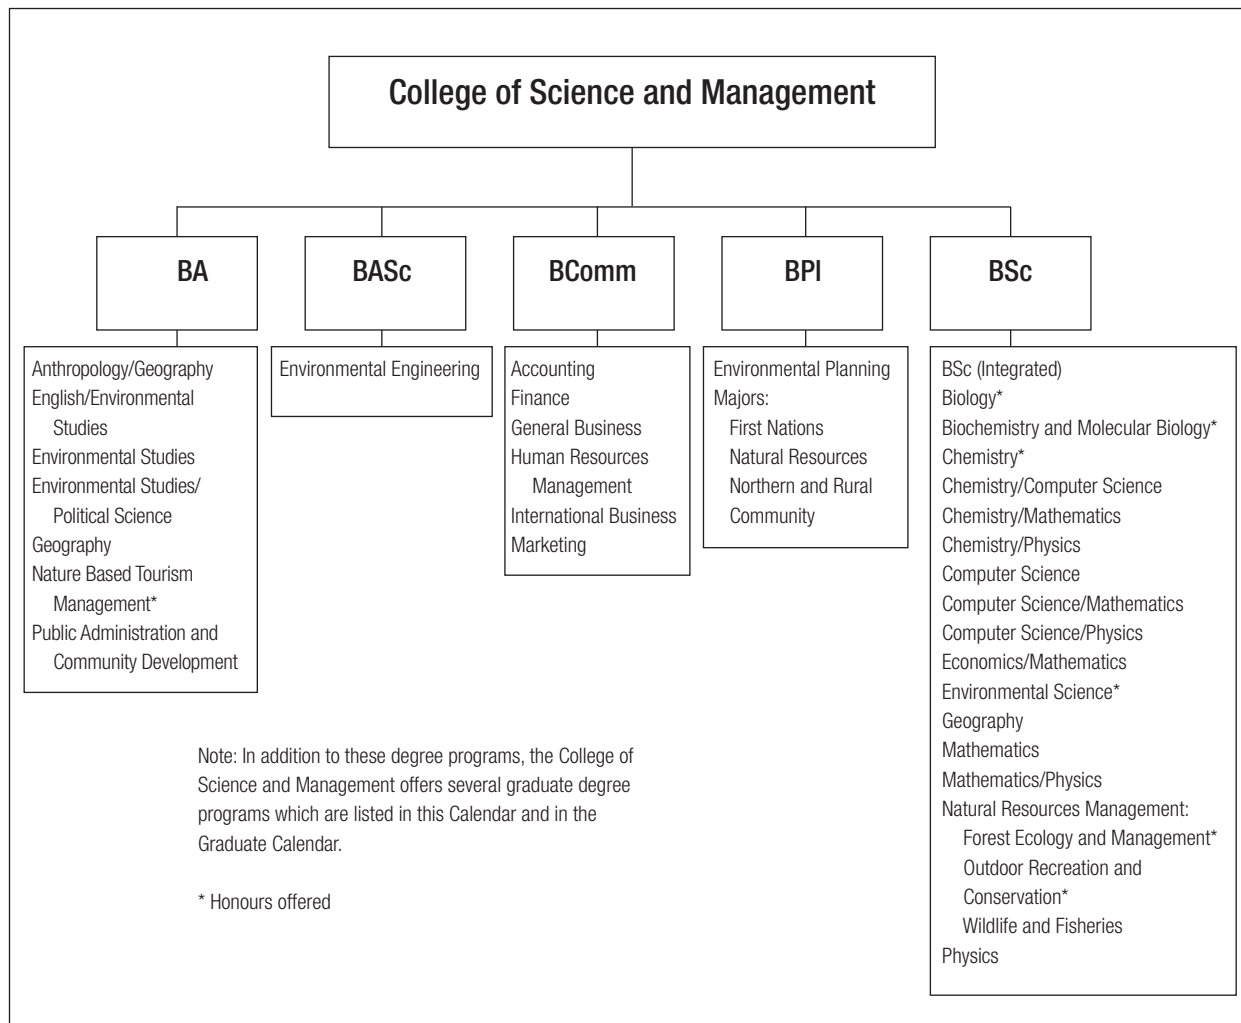 College of Science and Management
BA
BASc
BComm
BPl
BSc
Anthropology/Geography
English/Environmental
Studies
Environmental Studies
Environmental Studies/
Political Science
Geography
Nature Based Tourism
Management*
Public Administration and
Community Development
Environmental Engineering
Accounting
Finance
General Business
Human Resources
Management
International Business
Marketing
Environmental Planning
Majors:
First Nations
Natural Resources
Northern and Rural
Community
BSc (Integrated)
Biology*
Biochemistry and Molecular Biology*
Chemistry*
Chemistry/Computer Science
Chemistry/Mathematics
Chemistry/Physics
Computer Science
Computer Science/Mathematics
Computer Science/Physics
Economics/Mathematics
Environmental Science*
Geography
Mathematics
Mathematics/Physics
Natural Resources Management:
Forest Ecology and Management*
Outdoor Recreation and
Conservation*
Wildlife and Fisheries
Physics
Note: In addition to these degree programs, the College of
Science and Management offers several graduate degree
programs which are listed in this Calendar and in the
Graduate Calendar.
* Honours offered